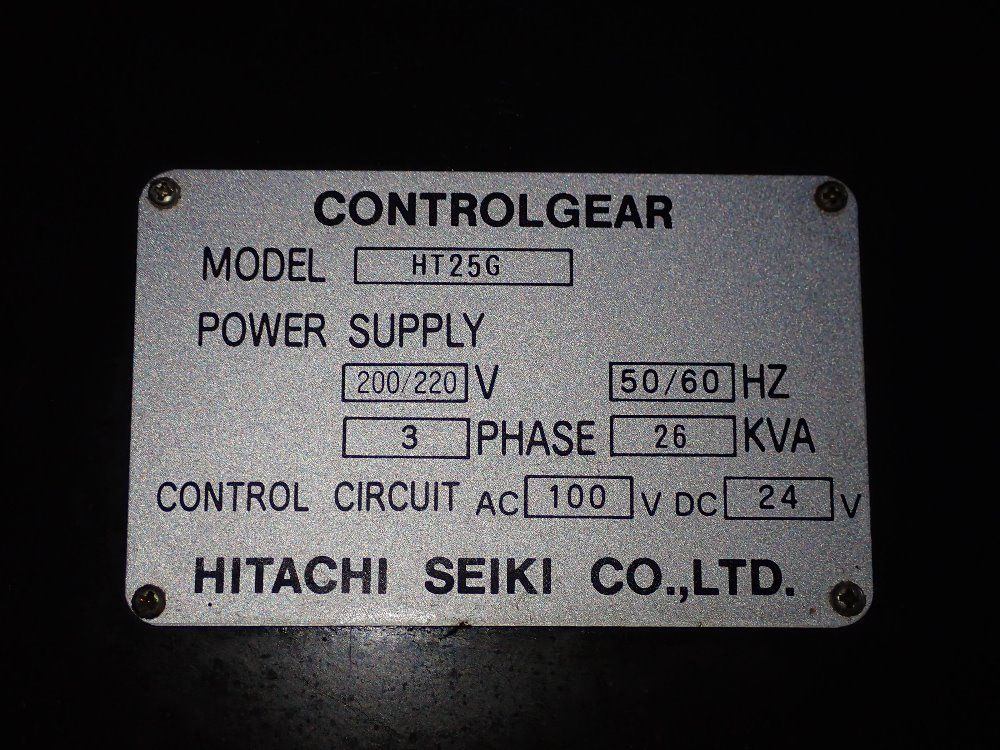 CONTROLGEAR
MODEL HT25G
POWER SUPPLY
200/220 V 50/60 HZ
3 PHASE 26 KVA
CONTROL CIRCUIT AC 100 V DC 24 V
HITACHI SEIKI CO.,LTD.